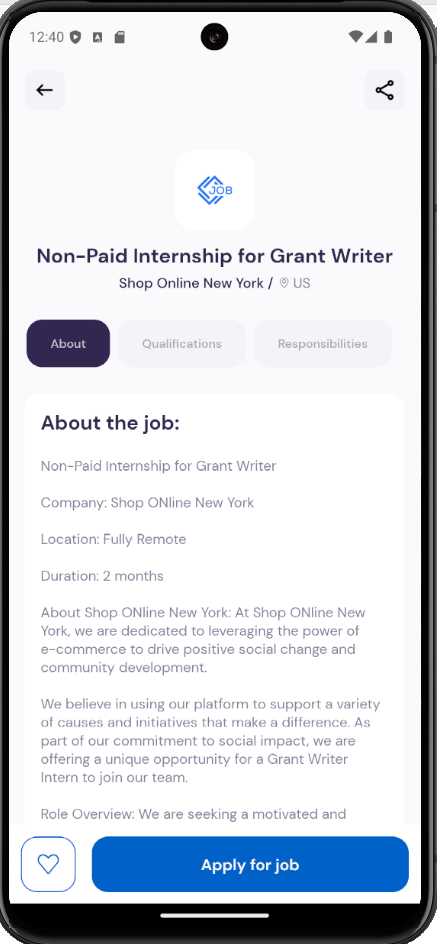 12:40
JOB
Non-Paid Internship for Grant Writer
Shop Online New York / US
About
Qualifications
Responsibilities
About the job:
Non-Paid Internship for Grant Writer
Company: Shop ONline New York
Location: Fully Remote
Duration: 2 months
About Shop ONline New York: At Shop ONline New
York, we are dedicated to leveraging the power of
e-commerce to drive positive social change and
community development.
We believe in using our platform to support a variety
of causes and initiatives that make a difference. As
part of our commitment to social impact, we are
offering a unique opportunity for a Grant Writer
Intern to join our team.
Role Overview: We are seeking a motivated and
Apply for job